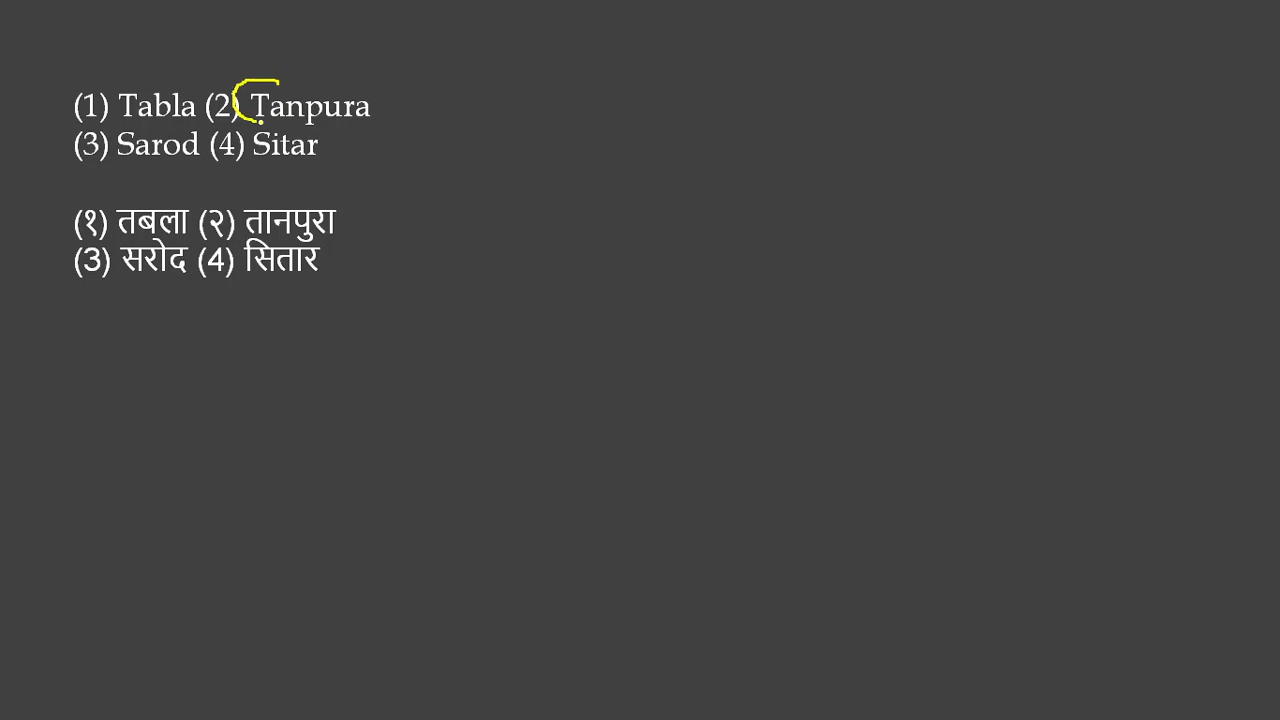 (1) Tabla (2) Tanpura
(3) Sarod (4) Sitar
(१) तबला (२) तानपुरा
(3) सरोद (4) सितार